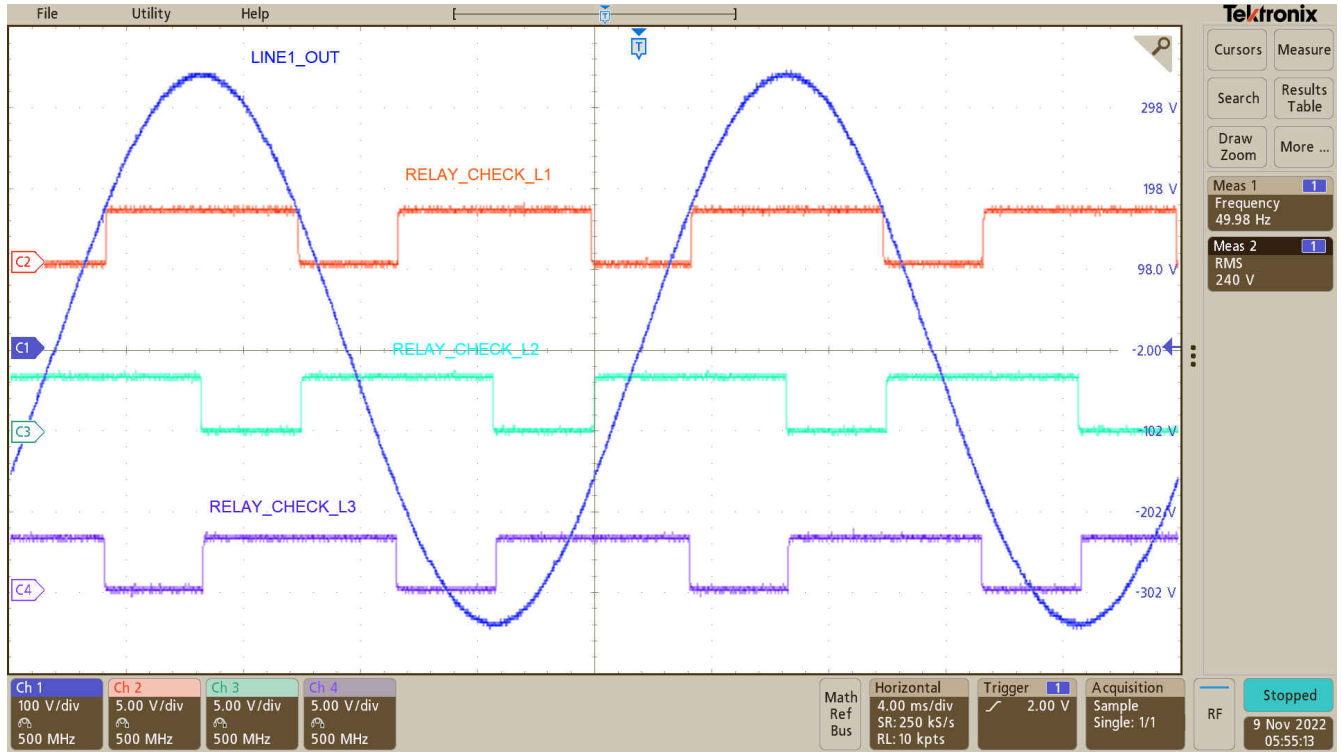 File Utility Help
Tektronix
T
T
LINE1_OUT
298 V
RELAY_CHECK_L1
198 V
C2
98.0 V
C1
RELAY_CHECK_L2
-2.00
C3
-102 V
RELAY_CHECK_L3
-202 V
C4
-302 V
Cursors Measure
Search Results
Table
Draw
Zoom More ...
Meas 1 1
Frequency
49.98 Hz
Meas 2 1
RMS
240 V
Ch 1
100 V/div
500 MHz
Ch 2
5.00 V/div
500 MHz
Ch 3
5.00 V/div
500 MHz
Ch 4
5.00 V/div
500 MHz
Math
Ref
Bus
Horizontal
4.00 ms/div
SR: 250 kS/s
RL: 10 kpts
Trigger 1
2.00 V
Acquisition
Sample
Single: 1/1
RF
Stopped
9 Nov 2022
05:55:13